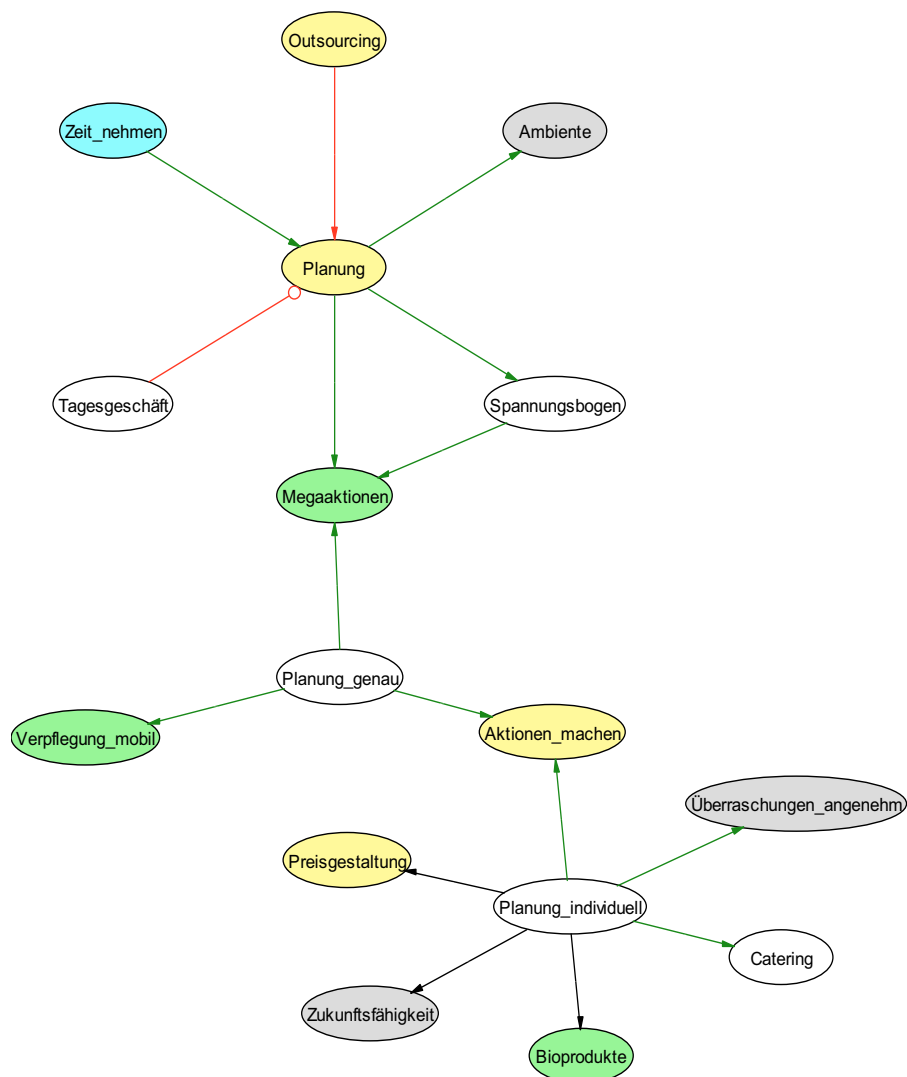 Outsourcing
Zeit_nehmen
Ambiente
Planung
Tagesgeschäft
Spannungsbogen
Megaaktionen
Planung_genau
Verpflegung_mobil
Aktionen_machen
Überraschungen_angenehm
Preisgestaltung
Planung_individuell
Catering
Zukunftsfähigkeit
Bioprodukte